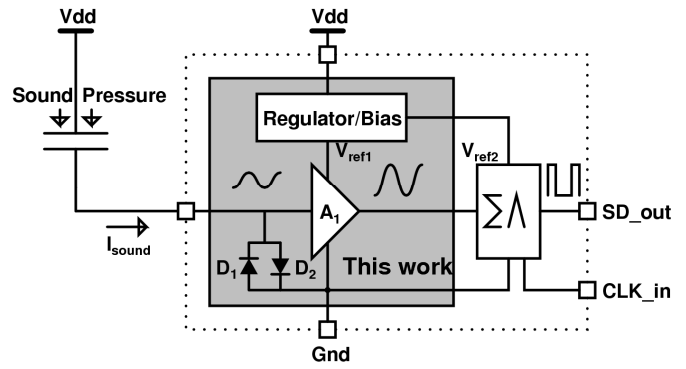 Vdd
Vdd
Sound Pressure
Regulator/Bias
Vref1
Vref2
A1
ΣΛ
SD_out
Isound
D1
D2
This work
CLK_in
Gnd